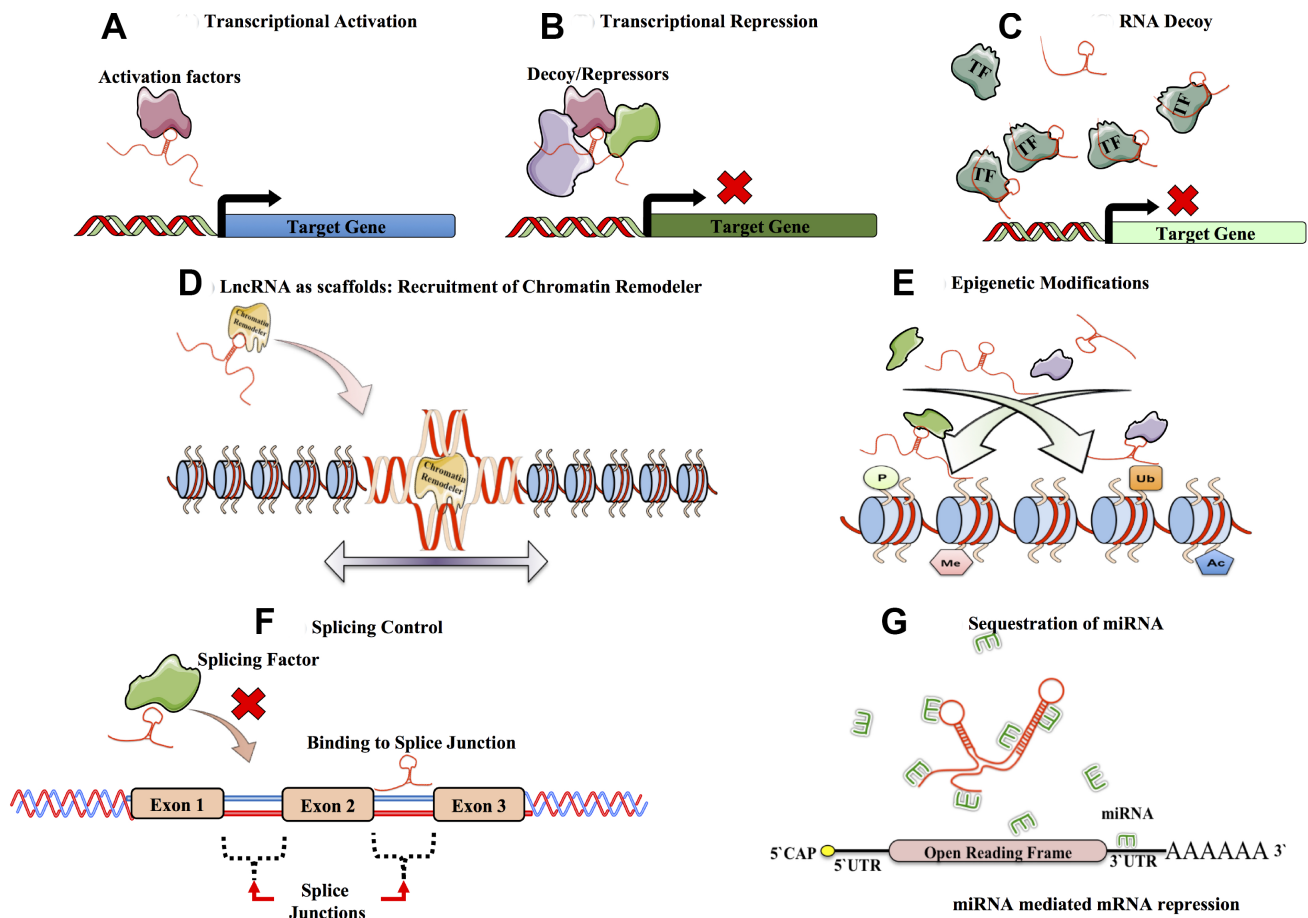 A Transcriptional Activation
Activation factors
Target Gene
B Transcriptional Repression
Decoy/Repressors
Target Gene
C RNA Decoy
TF
TF
TF
TF
TF
Target Gene
D LncRNA as scaffolds: Recruitment of Chromatin Remodeler
Chromatin
Remodeler
Chromatin
Remodeler
E Epigenetic Modifications
P
Ub
Me
Ac
F Splicing Control
Splicing Factor
Binding to Splice Junction
Exon 1
Exon 2
Exon 3
Splice
Junctions
G Sequestration of miRNA
miRNA
5`CAP
5`UTR
Open Reading Frame
3`UTR
AAAAAA 3`
miRNA mediated mRNA repression